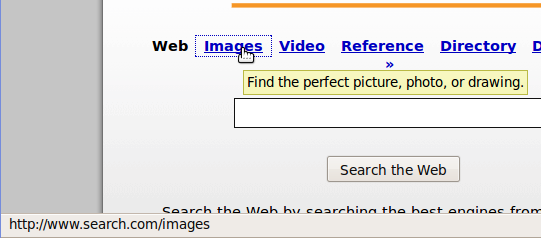 Web Images Video Reference Directory D
»
Find the perfect picture, photo, or drawing.
Search the Web
Search the Web by searching the best engines from
http://www.search.com/images